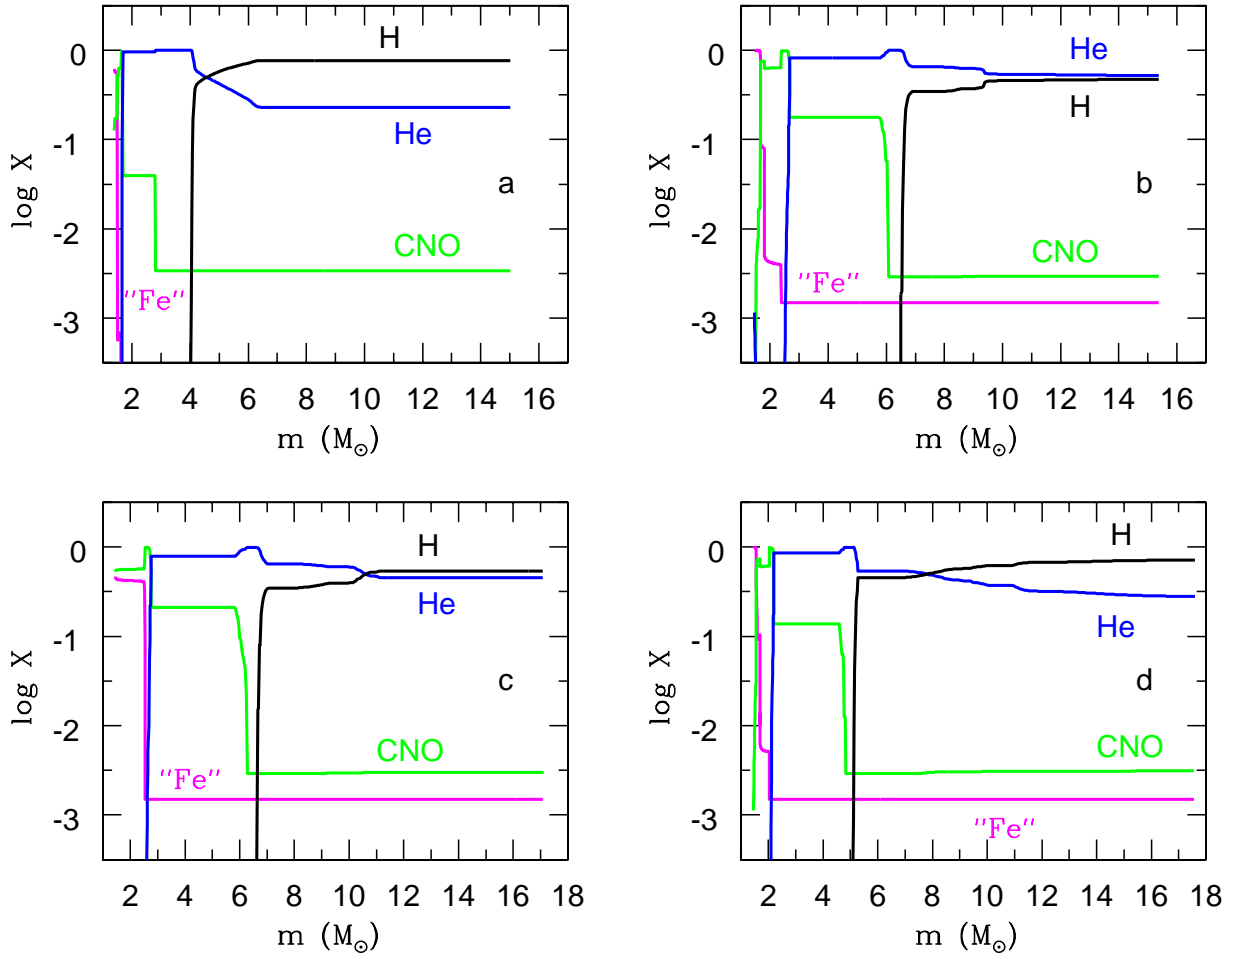 H
0
He
-1
log X
a
-2
CNO
"Fe"
-3
2 4 6 8 10 12 14 16
m (M⊙)
He
0
H
-1
log X
b
-2
CNO
"Fe"
-3
2 4 6 8 10 12 14 16
m (M⊙)
H
0
He
-1
log X
c
-2
CNO
"Fe"
-3
2 4 6 8 10 12 14 16 18
m (M⊙)
H
0
He
-1
log X
d
-2
CNO
-3
"Fe"
2 4 6 8 10 12 14 16 18
m (M⊙)